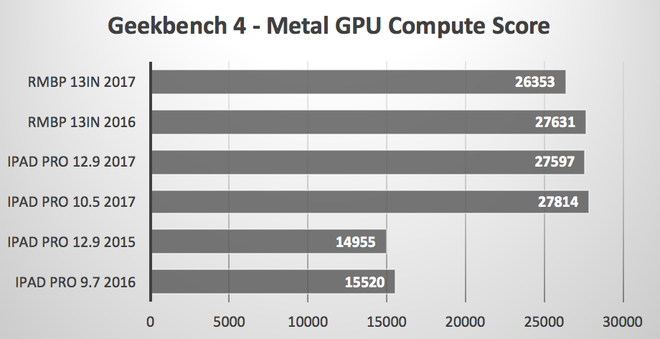 Geekbench 4 - Metal GPU Compute Score
RMBP 13IN 2017 26353
RMBP 13IN 2016 27631
IPAD PRO 12.9 2017 27597
IPAD PRO 10.5 2017 27814
IPAD PRO 12.9 2015 14955
IPAD PRO 9.7 2016 15520
0 5000 10000 15000 20000 25000 30000